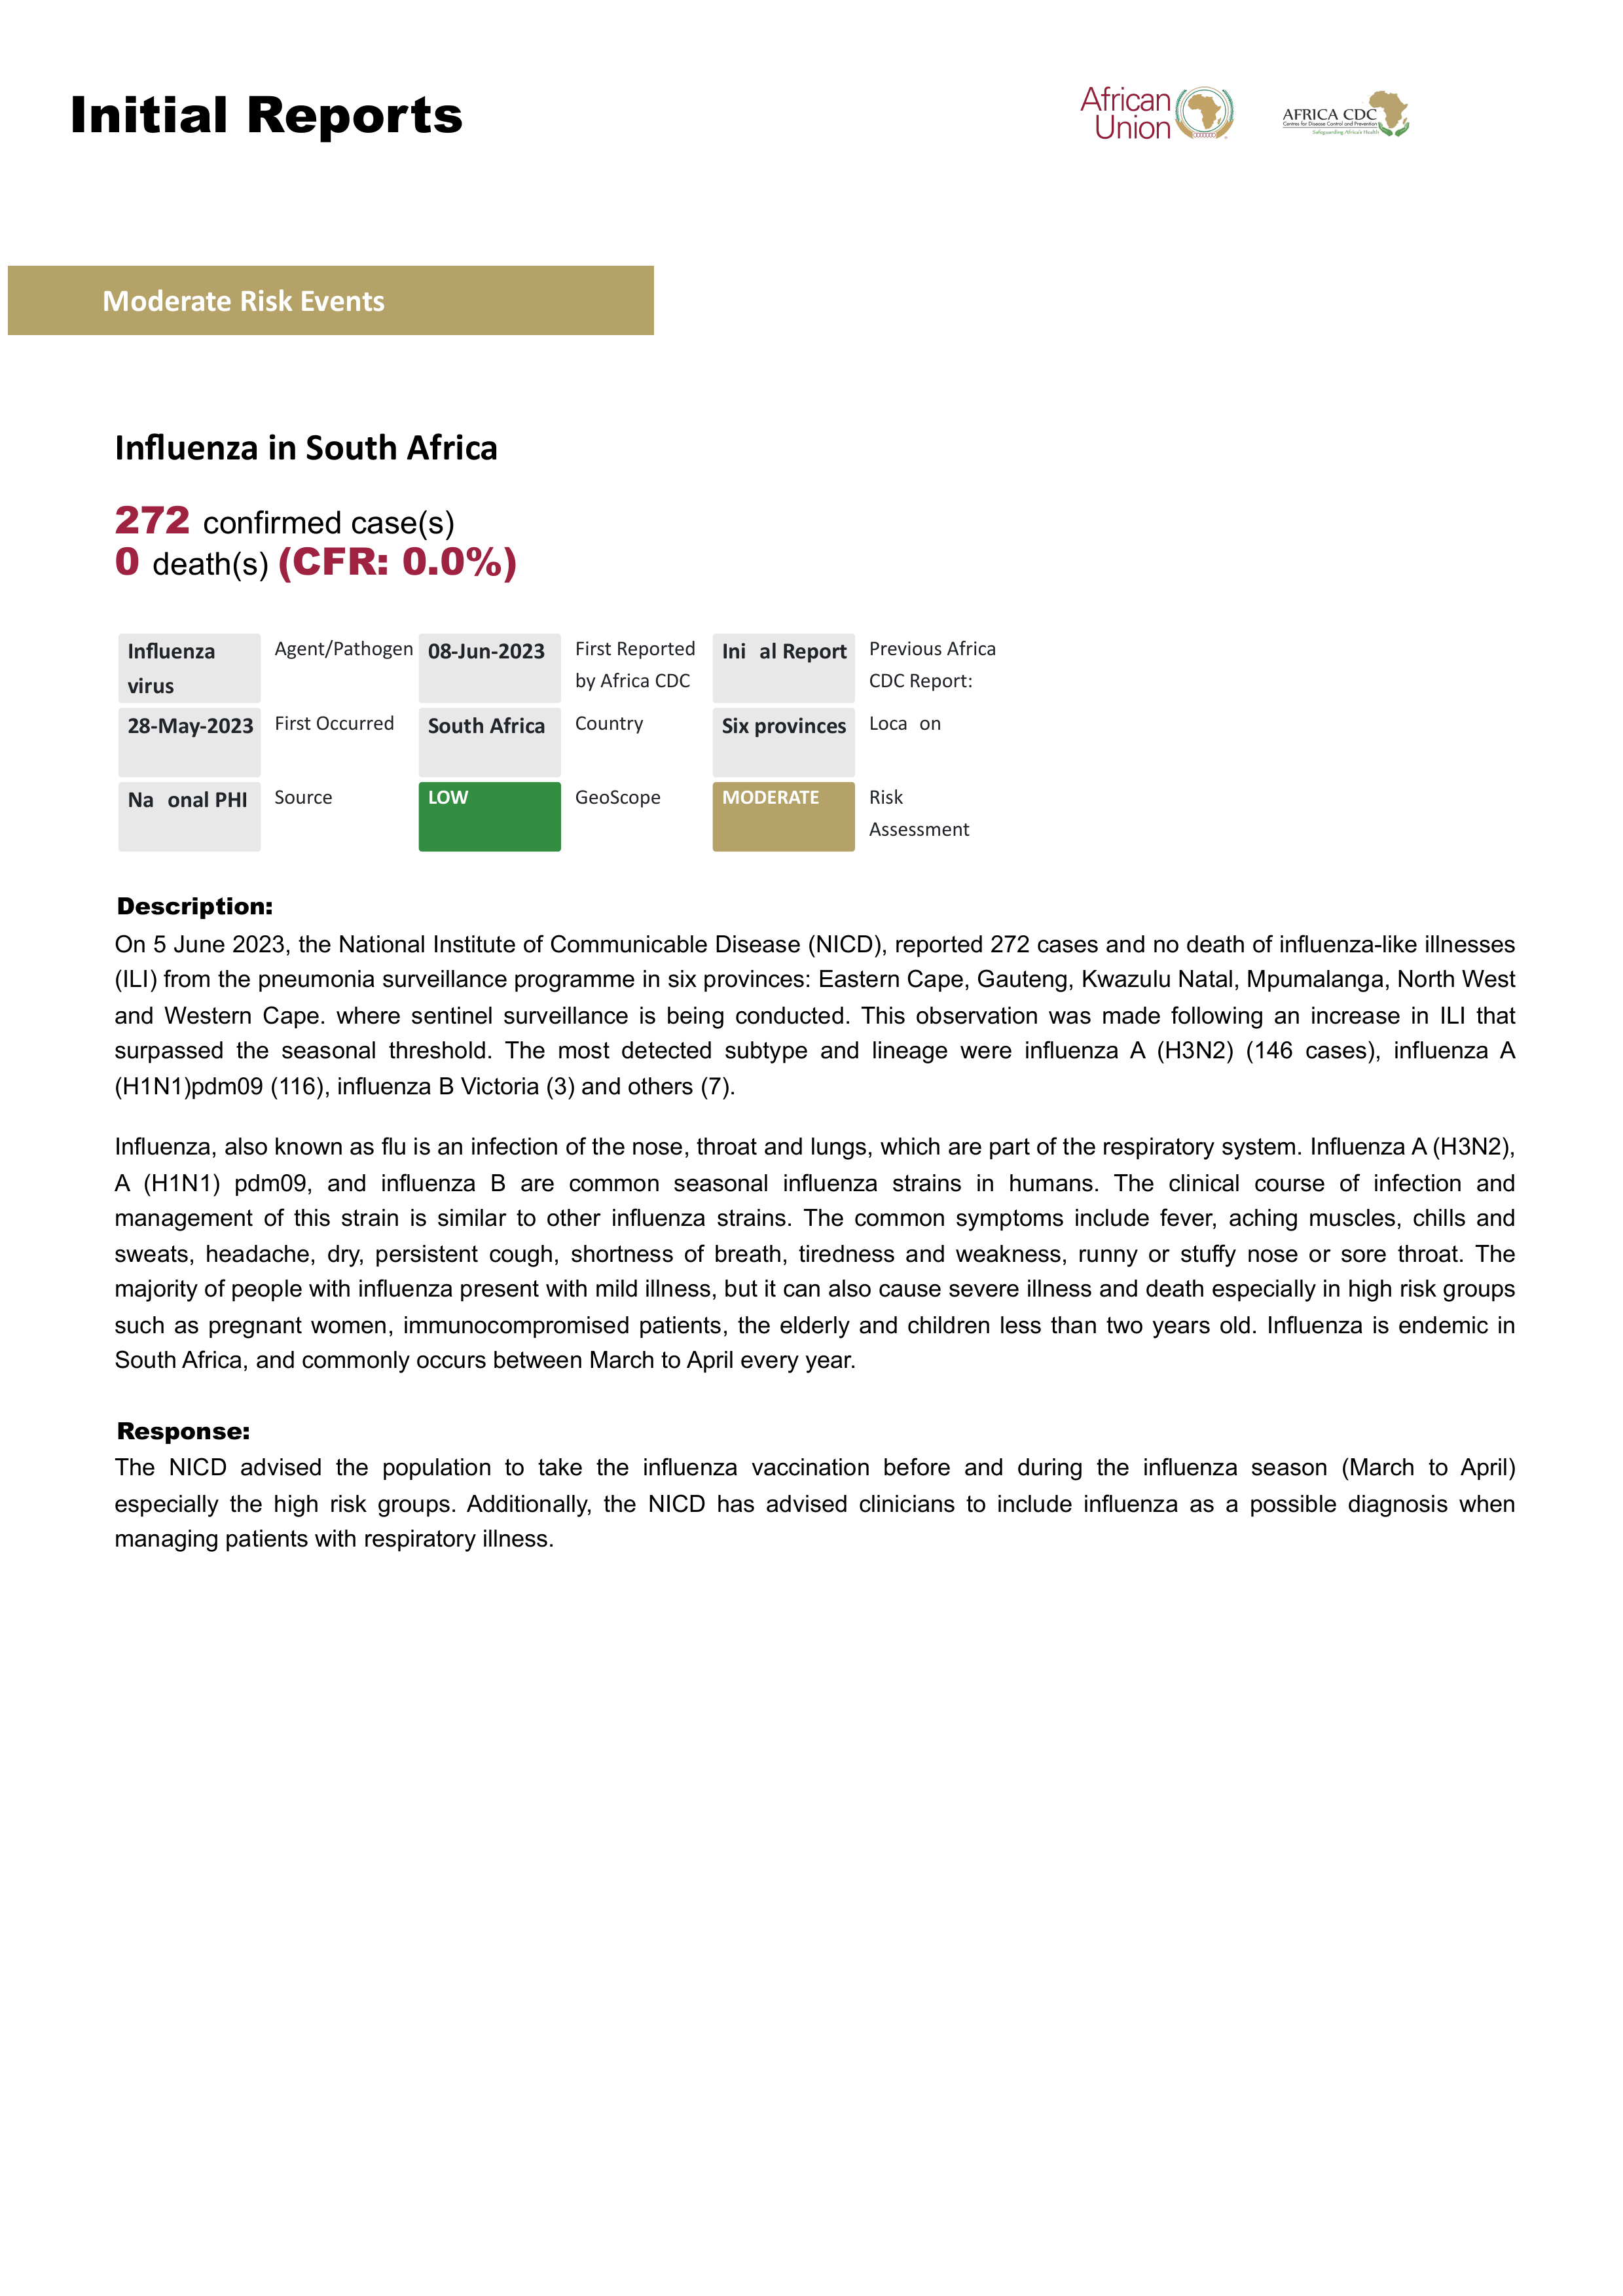 Initial Reports
African
Union
AFRICA CDC
Centres for Disease Control and Prevention
Safeguarding Africa's Health
Moderate Risk Events
Influenza in South Africa
272 confirmed case(s)
0 death(s) (CFR: 0.0%)
Influenza virus Agent/Pathogen 08-Jun-2023 First Reported by Africa CDC Ini al Report Previous Africa CDC Report:
28-May-2023 First Occurred South Africa Country Six provinces Loca on
Na onal PHI Source LOW GeoScope MODERATE Risk Assessment
Description:
On 5 June 2023, the National Institute of Communicable Disease (NICD), reported 272 cases and no death of influenza-like illnesses
(ILI) from the pneumonia surveillance programme in six provinces: Eastern Cape, Gauteng, Kwazulu Natal, Mpumalanga, North West
and Western Cape. where sentinel surveillance is being conducted. This observation was made following an increase in ILI that
surpassed the seasonal threshold. The most detected subtype and lineage were influenza A (H3N2) (146 cases), influenza A
(H1N1)pdm09 (116), influenza B Victoria (3) and others (7).
Influenza, also known as flu is an infection of the nose, throat and lungs, which are part of the respiratory system. Influenza A (H3N2),
A (H1N1) pdm09, and influenza B are common seasonal influenza strains in humans. The clinical course of infection and
management of this strain is similar to other influenza strains. The common symptoms include fever, aching muscles, chills and
sweats, headache, dry, persistent cough, shortness of breath, tiredness and weakness, runny or stuffy nose or sore throat. The
majority of people with influenza present with mild illness, but it can also cause severe illness and death especially in high risk groups
such as pregnant women, immunocompromised patients, the elderly and children less than two years old. Influenza is endemic in
South Africa, and commonly occurs between March to April every year.
Response:
The NICD advised the population to take the influenza vaccination before and during the influenza season (March to April)
especially the high risk groups. Additionally, the NICD has advised clinicians to include influenza as a possible diagnosis when
managing patients with respiratory illness.